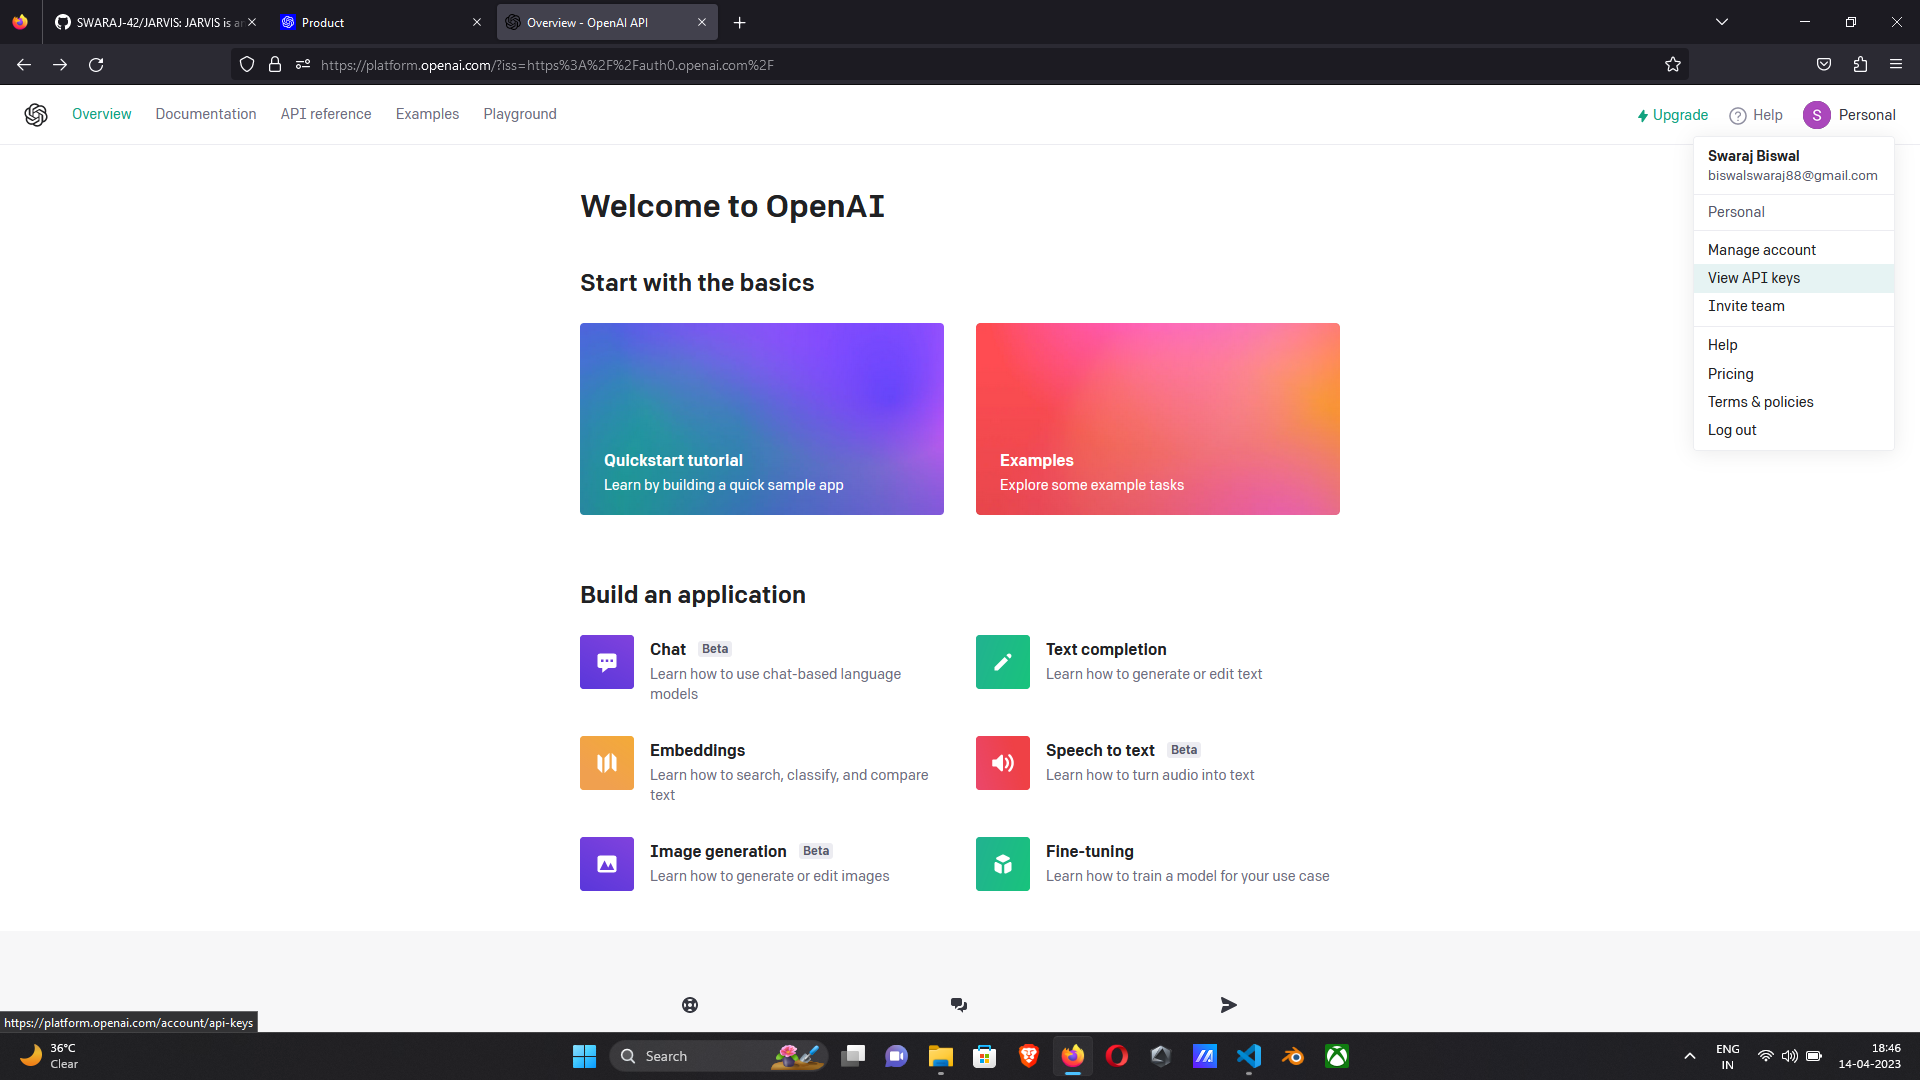 SWARAJ-42/JARVIS: JARVIS is an
Product
Overview - OpenAI API
https://platform.openai.com/?iss=https%3A%2F%2Fauth0.openai.com%2F
Overview
Documentation
API reference
Examples
Playground
Upgrade
Help
S
Personal
Swaraj Biswal
biswalswaraj88@gmail.com
Personal
Manage account
View API keys
Invite team
Help
Pricing
Terms & policies
Log out
Welcome to OpenAI
Start with the basics
Quickstart tutorial
Learn by building a quick sample app
Examples
Explore some example tasks
Build an application
Chat Beta
Learn how to use chat-based language
models
Text completion
Learn how to generate or edit text
Embeddings
Learn how to search, classify, and compare
text
Speech to text Beta
Learn how to turn audio into text
Image generation Beta
Learn how to generate or edit images
Fine-tuning
Learn how to train a model for your use case
https://platform.openai.com/account/api-keys
36°C
Clear
Search
ENG
IN
18:46
14-04-2023